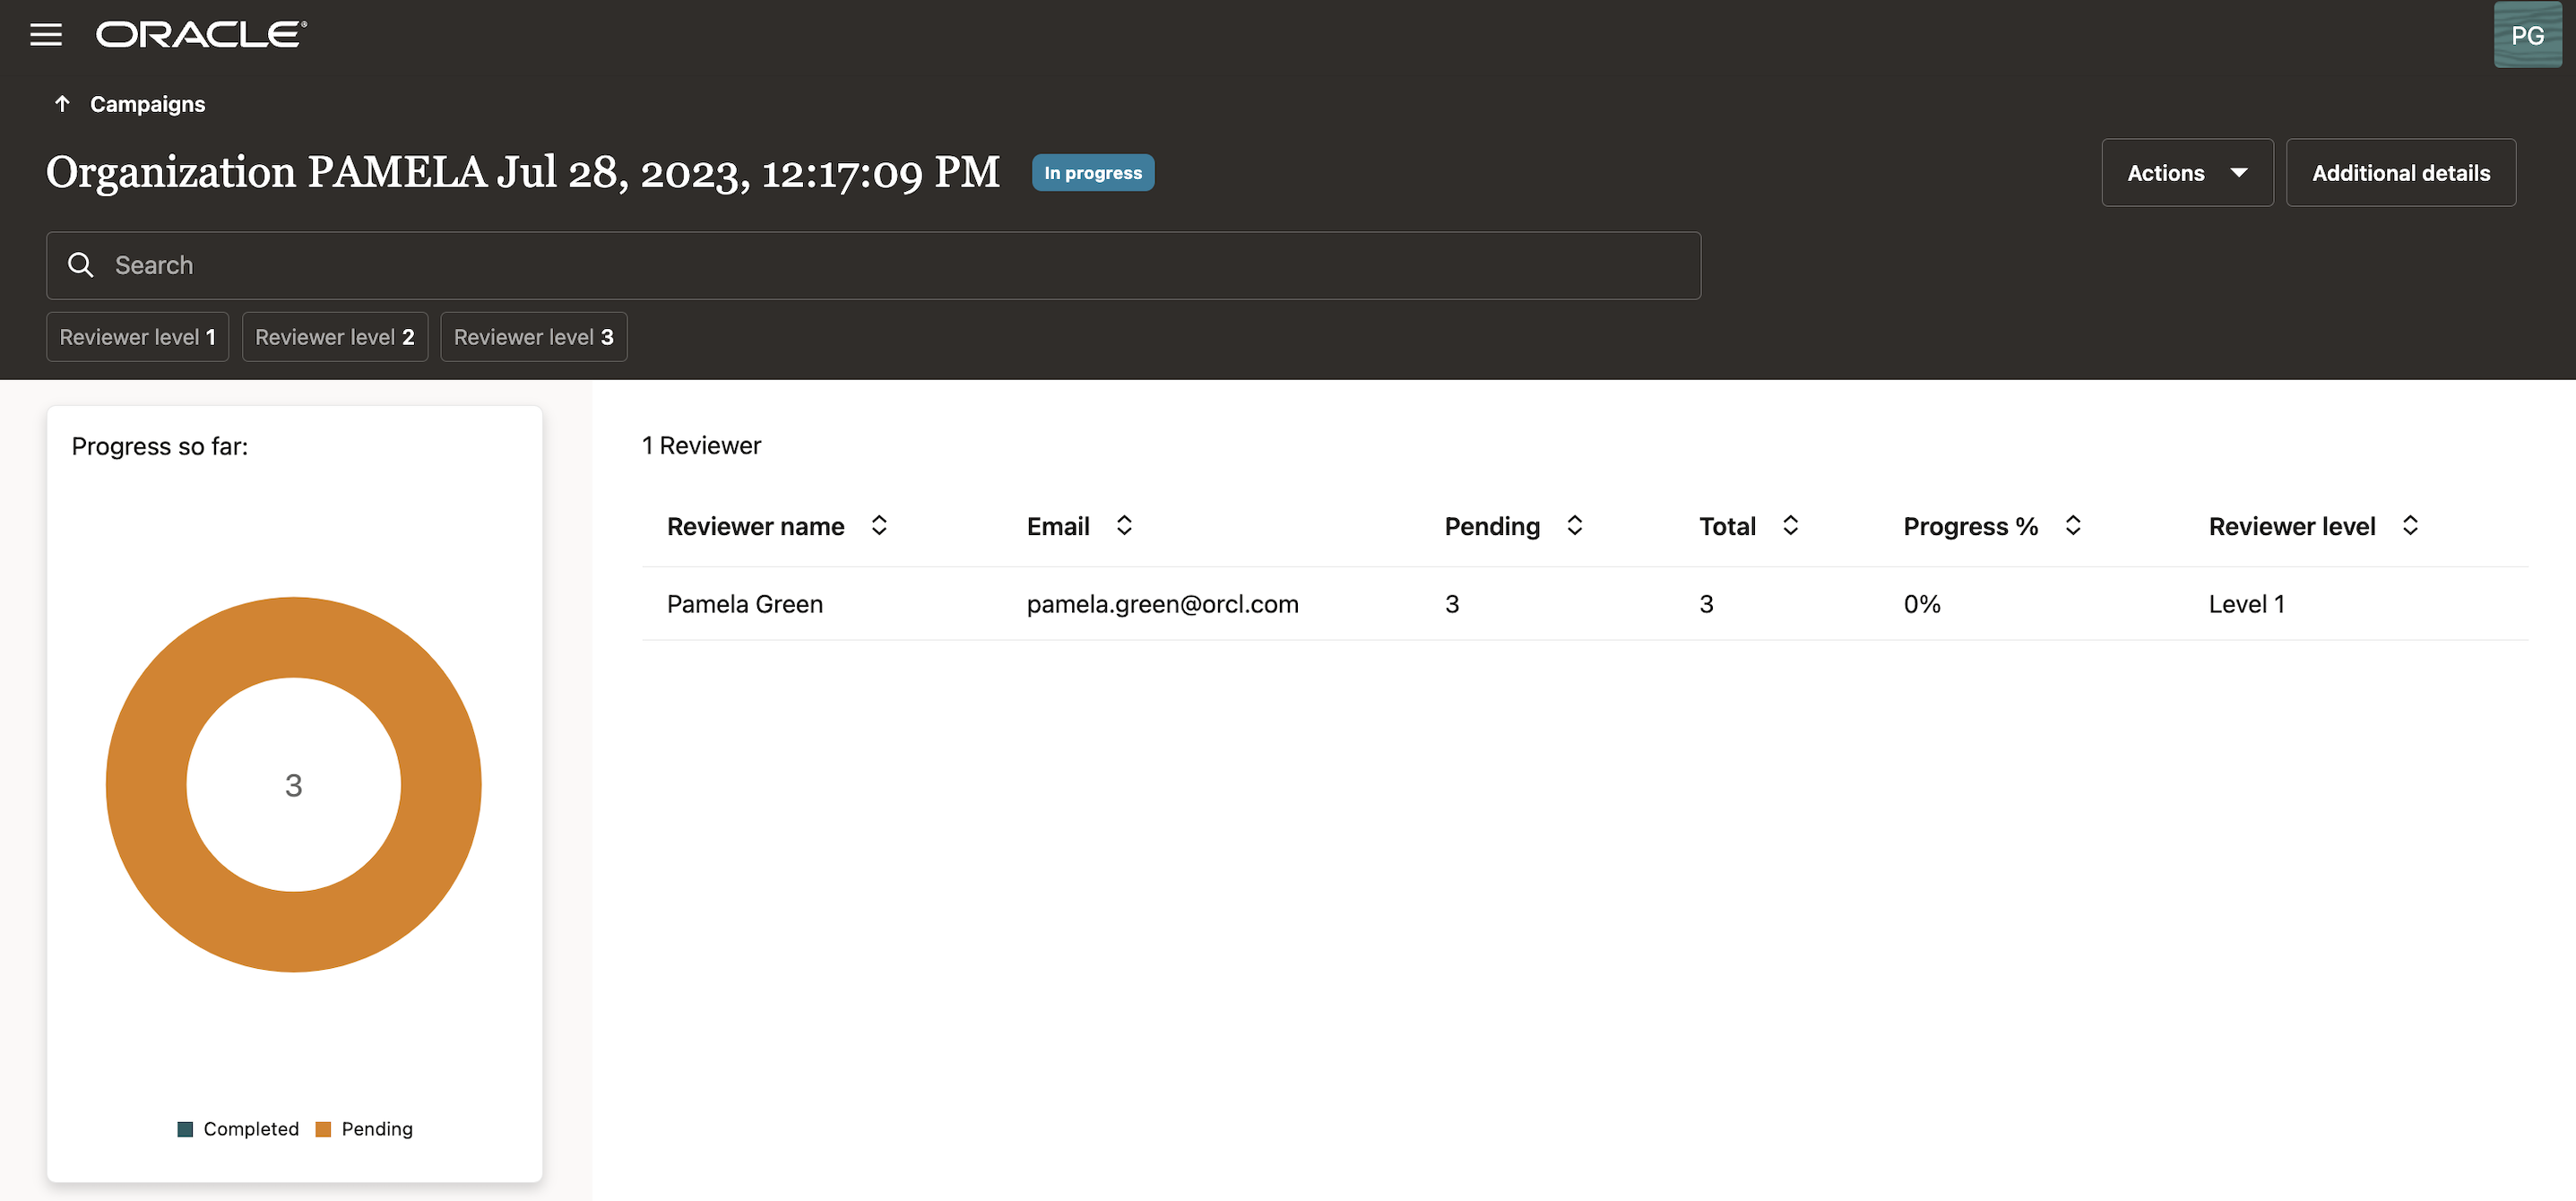 ORACLE®
PG
Campaigns
Organization PAMELA Jul 28, 2023, 12:17:09 PM In progress Actions Additional details
Search
Reviewer level 1 Reviewer level 2 Reviewer level 3
Progress so far:
3
Completed Pending
1 Reviewer
Reviewer name Email Pending Total Progress % Reviewer level
Pamela Green pamela.green@orcl.com 3 3 0% Level 1